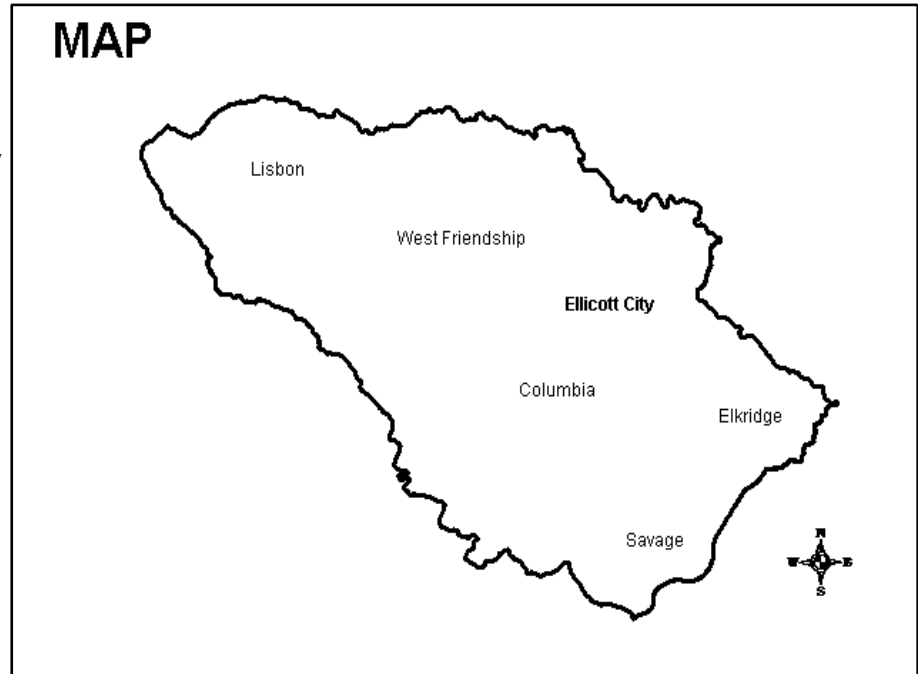 MAP
Lisbon
West Friendship
Ellicott City
Columbia
Elkridge
Savage
N
W E
S